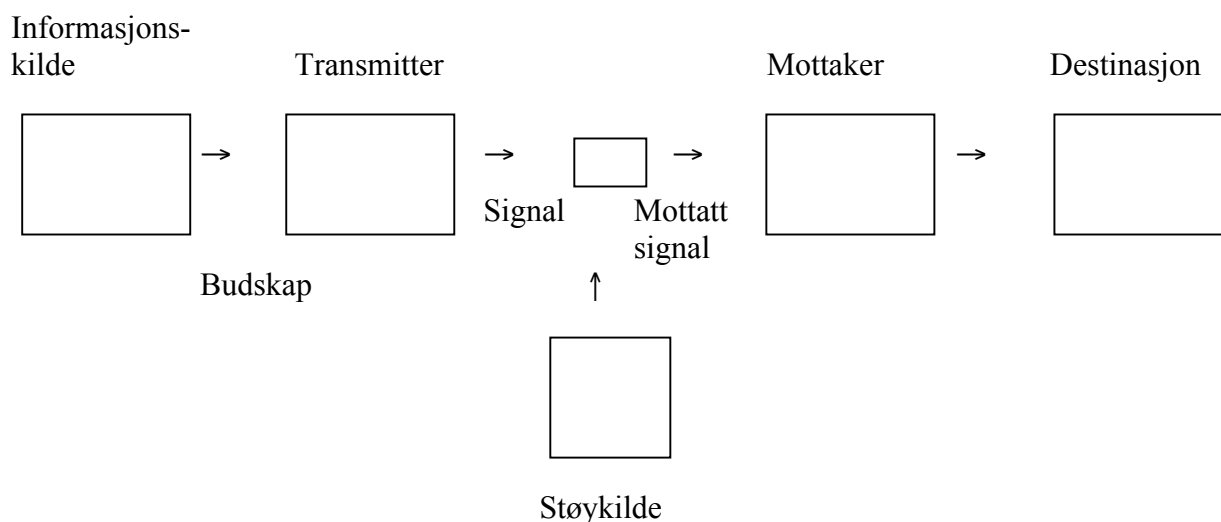 Informasjons-
kilde
Transmitter
Mottaker
Destinasjon
Signal
Mottatt
signal
Budskap
Støykilde